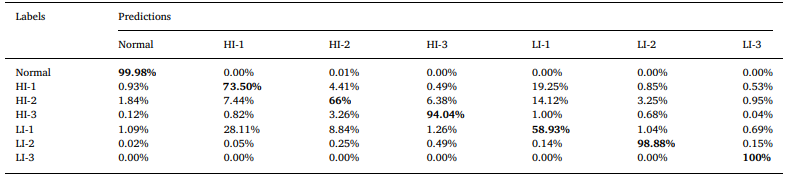 Labels Predictions
Normal HI-1 HI-2 HI-3 LI-1 LI-2 LI-3
Normal 99.98% 0.00% 0.01% 0.00% 0.00% 0.00% 0.00%
HI-1 0.93% 73.50% 4.41% 0.49% 19.25% 0.85% 0.53%
HI-2 1.84% 7.44% 66% 6.38% 14.12% 3.25% 0.95%
HI-3 0.12% 0.82% 3.26% 94.04% 1.00% 0.68% 0.04%
LI-1 1.09% 28.11% 8.84% 1.26% 58.93% 1.04% 0.69%
LI-2 0.02% 0.05% 0.25% 0.49% 0.14% 98.88% 0.15%
LI-3 0.00% 0.00% 0.00% 0.00% 0.00% 0.00% 100%